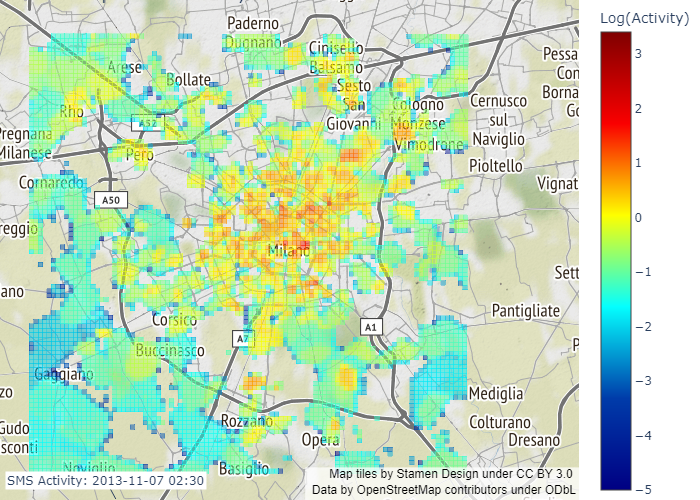 Log(Activity)
3
2
1
0
−1
−2
−3
−4
−5
Paderno
Dugnano
Cinisello
Balsamo
Arese
Bollate
Sesto
San
Giovanni
Rho
A52
Cologno
Monzese
Vimodrone
Cernusco
sul
Naviglio
Pessa
Con
Borna
Go
Pregnana
Milanese
Pero
Pioltello
Cornaredo
A50
Vignat
reggio
Milano
Sett
ano
Pantigliate
Corsico
A7
A1
Buccinasco
P
Gaggiano
zo
Mediglia
Rozzano
Colturano
Dresano
Gudo
sconti
Opera
Noviglio
Basiglio
SMS Activity: 2013-11-07 02:30
Map tiles by Stamen Design under CC BY 3.0
Data by OpenStreetMap contributors under ODbL